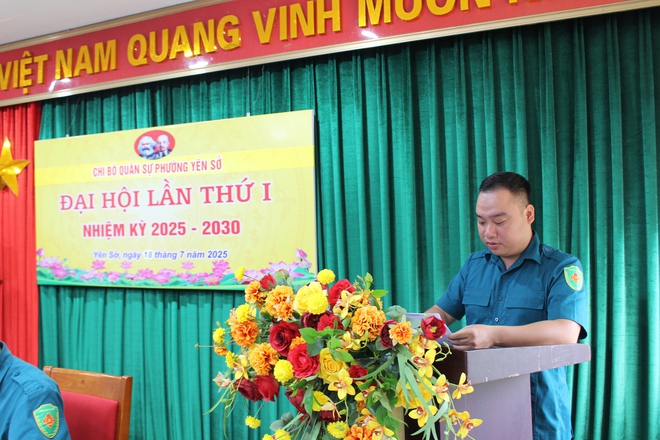 VIỆT NAM QUANG VINH MUÔN
CHI BỘ QUÂN SỰ PHƯỜNG YÊN SỞ
ĐẠI HỘI LẦN THỨ I
NHIỆM KỲ 2025 - 2030
Yên Sở, ngày 18 tháng 7 năm 2025